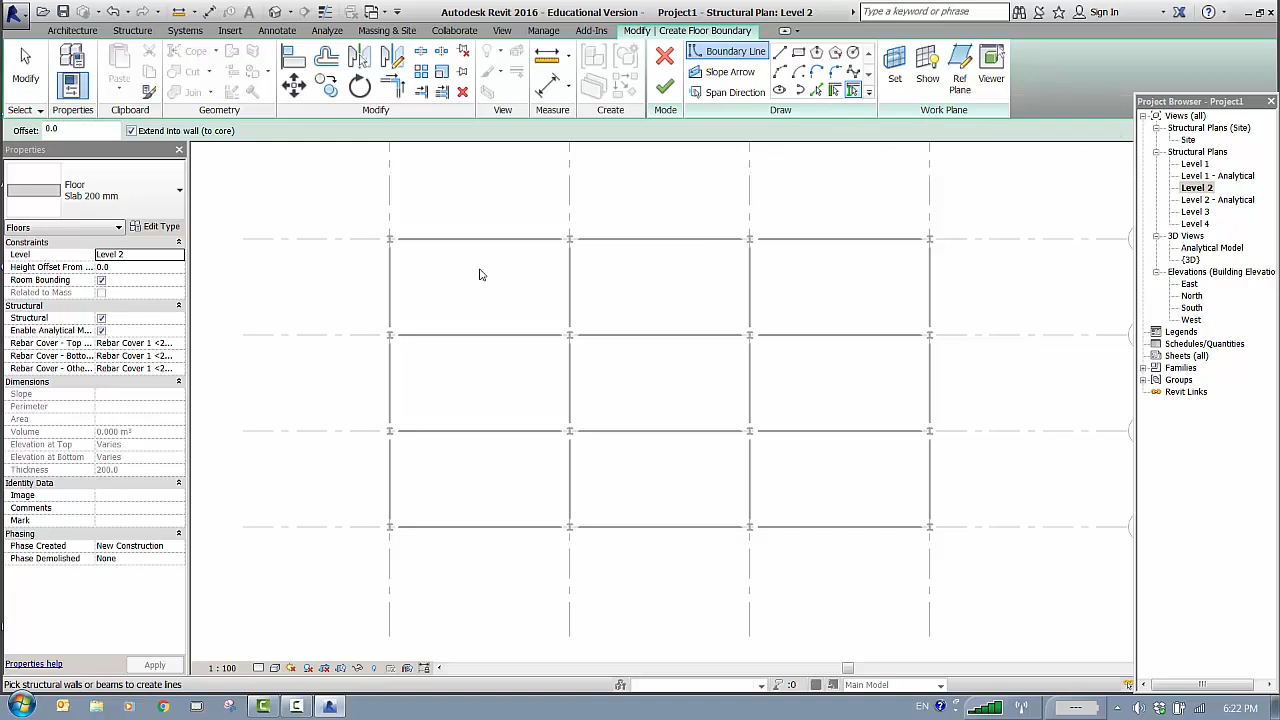 Autodesk Revit 2016 - Educational Version -    Project1 - Structural Plan: Level 2
Type a keyword or phrase
Sign In
Architecture
Structure
Systems
Insert
Annotate
Analyze
Massing & Site
Collaborate
View
Manage
Add-Ins
Modify | Create Floor Boundary
Modify
Paste
Cope
Cut
Join
Boundary Line
Slope Arrow
Span Direction
Set
Show
Ref
Plane
Viewer
Select
Properties
Clipboard
Geometry
Modify
View
Measure
Create
Mode
Draw
Work Plane
Offset: 0.0
Extend into wall (to core)
Properties
Floor
Slab 200 mm
Floors
Edit Type
Constraints
Level
Level 2
Height Offset From ...
0.0
Room Bounding
Related to Mass
Structural
Structural
Enable Analytical M...
Rebar Cover - Top ...
Rebar Cover 1 <2...
Rebar Cover - Botto...
Rebar Cover 1 <2...
Rebar Cover - Othe...
Rebar Cover 1 <2...
Dimensions
Slope
Perimeter
Area
Volume
0.000 m³
Elevation at Top
Varies
Elevation at Bottom
Varies
Thickness
200.0
Identity Data
Image
Comments
Mark
Phasing
Phase Created
New Construction
Phase Demolished
None
Properties help
Apply
1 : 100
Project Browser - Project1
Views (all)
Structural Plans (Site)
Site
Structural Plans
Level 1
Level 1 - Analytical
Level 2
Level 2 - Analytical
Level 3
Level 4
3D Views
Analytical Model
{3D}
Elevations (Building Elevatio
East
North
South
West
Legends
Schedules/Quantities
Sheets (all)
Families
Groups
Revit Links
Pick structural walls or beams to create lines
:0
Main Model
EN
6:22 PM